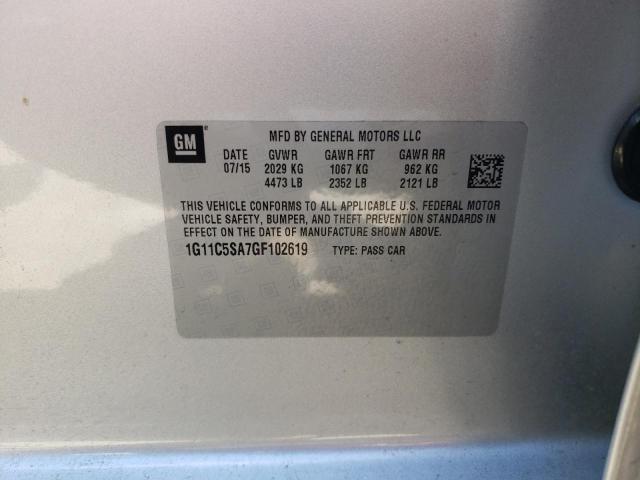 GM
MFD BY GENERAL MOTORS LLC
DATE GVWR GAWR FRT GAWR RR
07/15 2029 KG 1067 KG 962 KG
4473 LB 2352 LB 2121 LB
THIS VEHICLE CONFORMS TO ALL APPLICABLE U.S. FEDERAL MOTOR
VEHICLE SAFETY, BUMPER, AND THEFT PREVENTION STANDARDS IN
EFFECT ON THE DATE OF MANUFACTURE SHOWN ABOVE.
1G11C5SA7GF102619 TYPE: PASS CAR